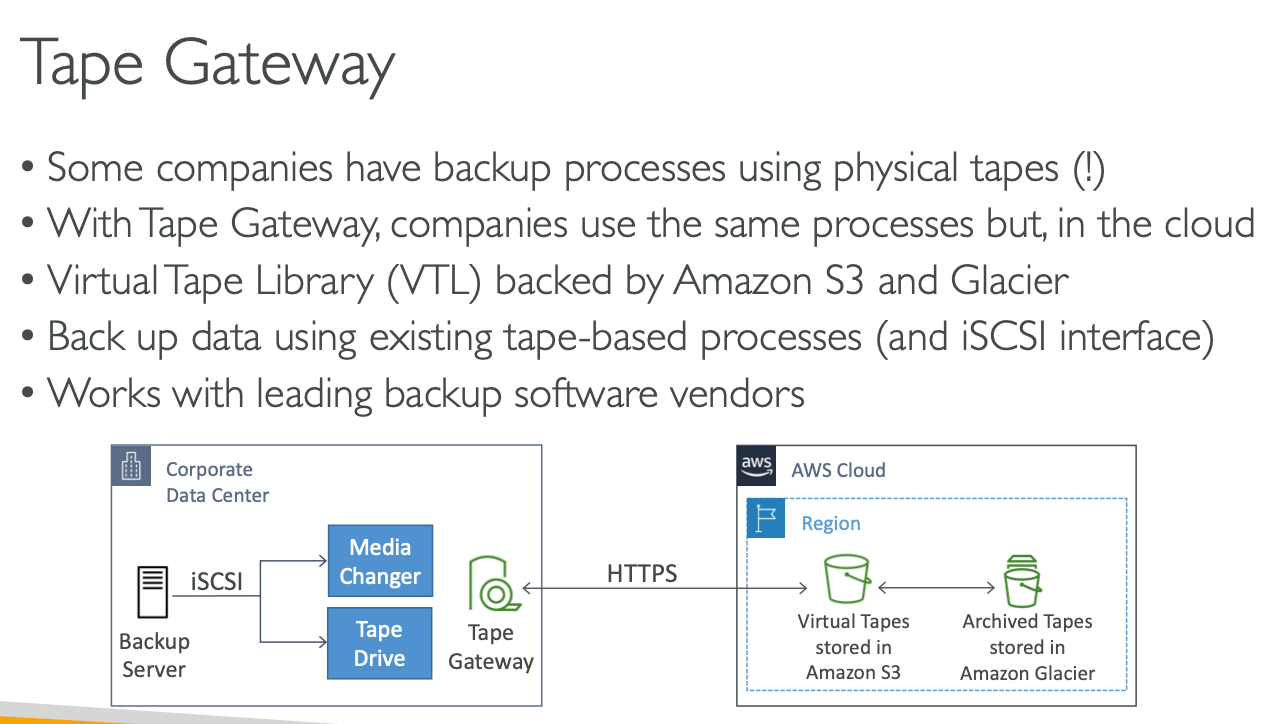 Tape Gateway
• Some companies have backup processes using physical tapes (!)
• With Tape Gateway, companies use the same processes but, in the cloud
• Virtual Tape Library (VTL) backed by Amazon S3 and Glacier
• Back up data using existing tape-based processes (and iSCSI interface)
• Works with leading backup software vendors
Corporate
Data Center
Backup
Server
iSCSI
Media
Changer
Tape
Drive
Tape
Gateway
HTTPS
aws
AWS Cloud
Region
Virtual Tapes
stored in
Amazon S3
Archived Tapes
stored in
Amazon Glacier